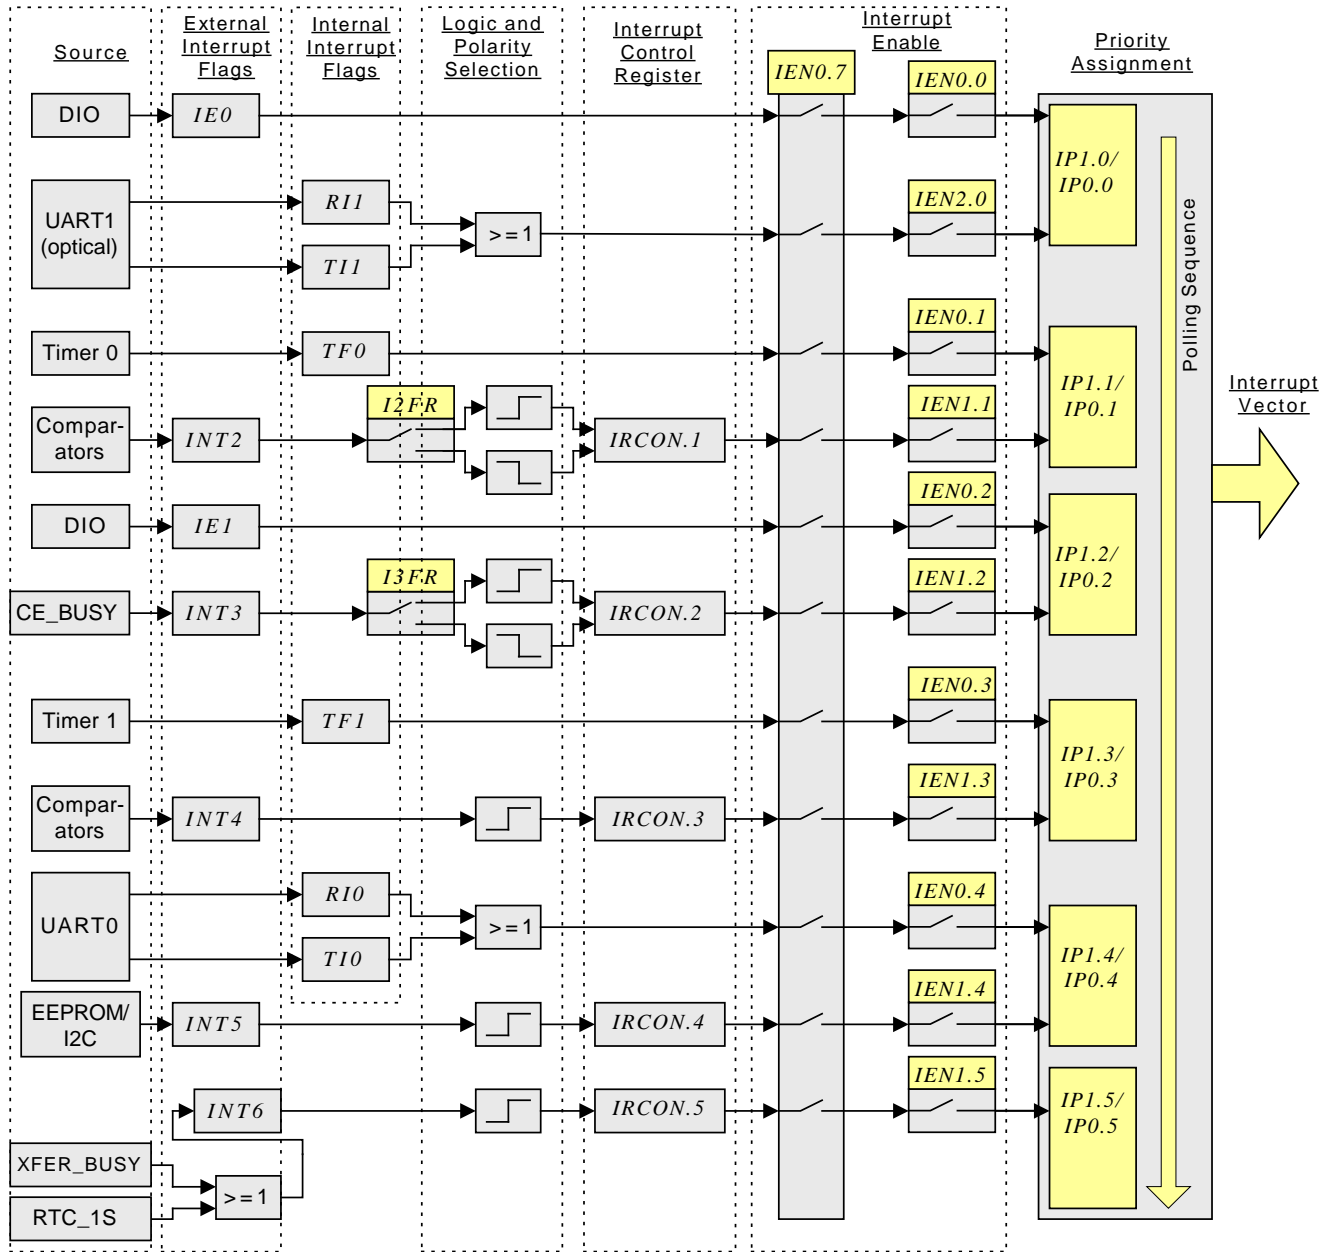 Source
External
Interrupt
Flags
Internal
Interrupt
Flags
Logic and
Polarity
Selection
Interrupt
Control
Register
Interrupt
Enable
Priority
Assignment
IEN0.7
DIO
IE0
IEN0.0
IP1.0/
IP0.0
UART1
(optical)
RI1
TI1
>=1
IEN2.0
Polling Sequence
Timer 0
TF0
IEN0.1
IP1.1/
IP0.1
Compar-
ators
INT2
I2FR
IRCON.1
IEN1.1
Interrupt
Vector
DIO
IE1
IEN0.2
IP1.2/
IP0.2
CE_BUSY
INT3
I3FR
IRCON.2
IEN1.2
Timer 1
TF1
IEN0.3
IP1.3/
IP0.3
Compar-
ators
INT4
IRCON.3
IEN1.3
UART0
RI0
TI0
>=1
IEN0.4
IP1.4/
IP0.4
EEPROM/
I2C
INT5
IRCON.4
IEN1.4
INT6
IRCON.5
IEN1.5
IP1.5/
IP0.5
XFER_BUSY
RTC_1S
>=1